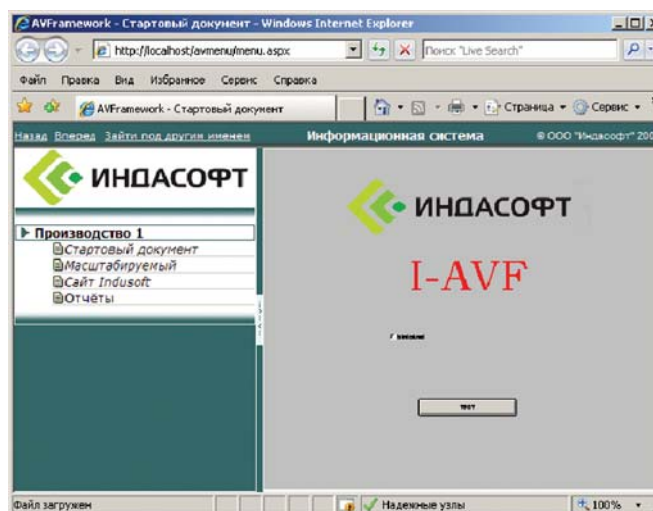 AVFramework - Стартовый документ - Windows Internet Explorer
http://localhost/avmenu/menu.aspx
Поиск "Live Search"
Файл Правка Вид Избранное Сервис Справка
AVFramework - Стартовый документ
Страница Сервис
Назад Вперед Зайти под другим именем
Информационная система
© ООО "Индасофт" 200
ИНДАСОФТ
Производство 1
Стартовый документ
Масштабируемый
Сайт Indusoft
Отчёты
ИНДАСОФТ
I-AVF
тест
Файл загружен
Надежные узлы
100%